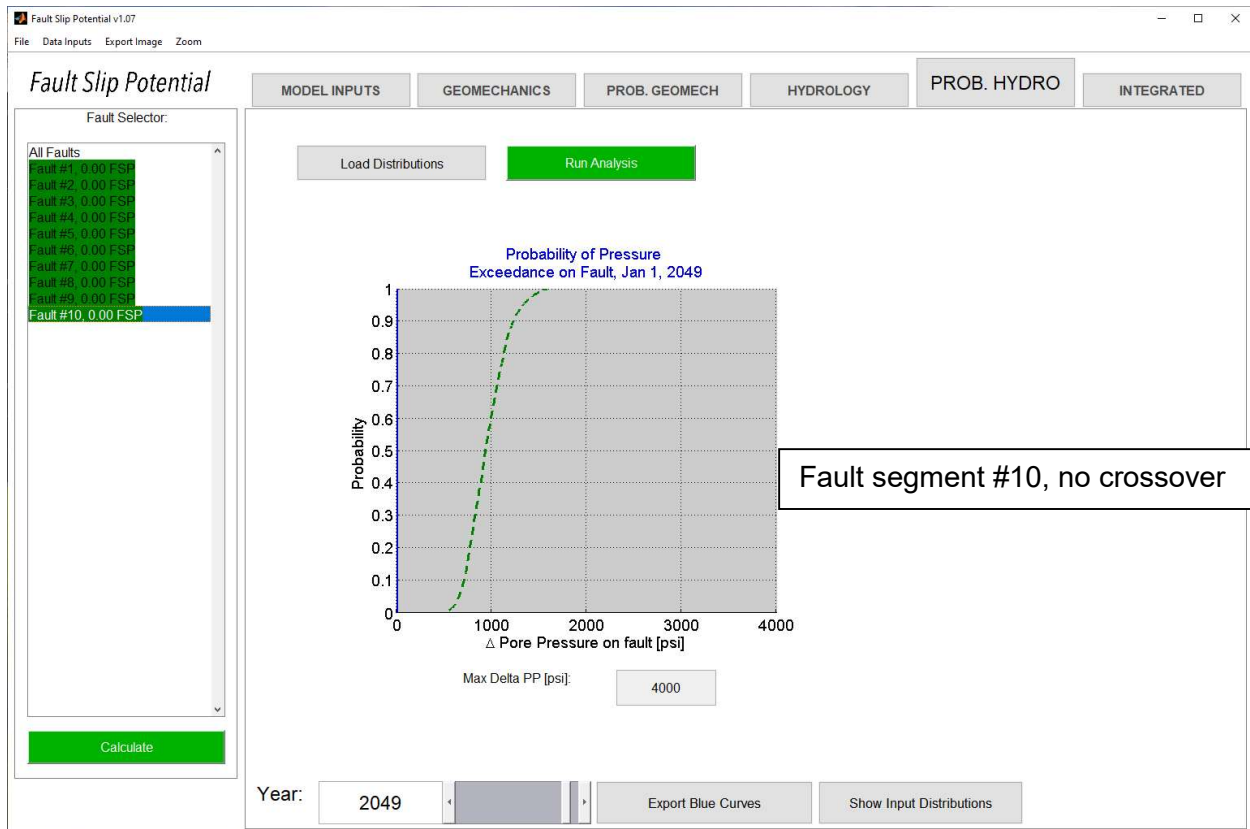 Fault Slip Potential v1.07
File Data Inputs Export Image Zoom
Fault Slip Potential
MODEL INPUTS
GEOMECHANICS
PROB. GEOMECH
HYDROLOGY
PROB. HYDRO
INTEGRATED
Fault Selector:
All Faults
Fault #1, 0.00 FSP
Fault #2, 0.00 FSP
Fault #3, 0.00 FSP
Fault #4, 0.00 FSP
Fault #5, 0.00 FSP
Fault #6, 0.00 FSP
Fault #7, 0.00 FSP
Fault #8, 0.00 FSP
Fault #9, 0.00 FSP
Fault #10, 0.00 FSP
Calculate
Load Distributions
Run Analysis
Probability of Pressure
Exceedance on Fault, Jan 1, 2049
1
0.9
0.8
0.7
0.6
0.5
0.4
0.3
0.2
0.1
0
Probability
0 1000 2000 3000 4000
Δ Pore Pressure on fault [psi]
Fault segment #10, no crossover
Max Delta PP [psi]:
4000
Year:
2049
Export Blue Curves
Show Input Distributions